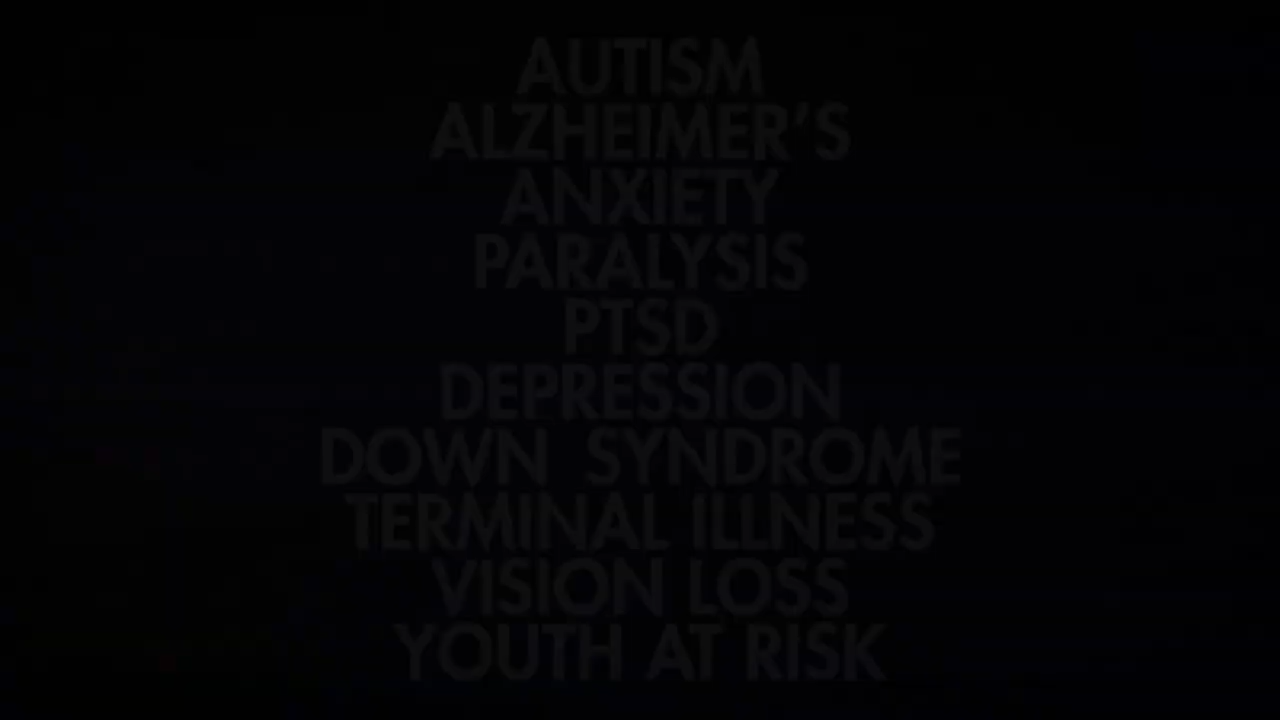 AUTISM
ALZHEIMER'S
ANXIETY
PARALYSIS
PTSD
DEPRESSION
DOWN SYNDROME
TERMINAL ILLNESS
VISION LOSS
YOUTH AT RISK